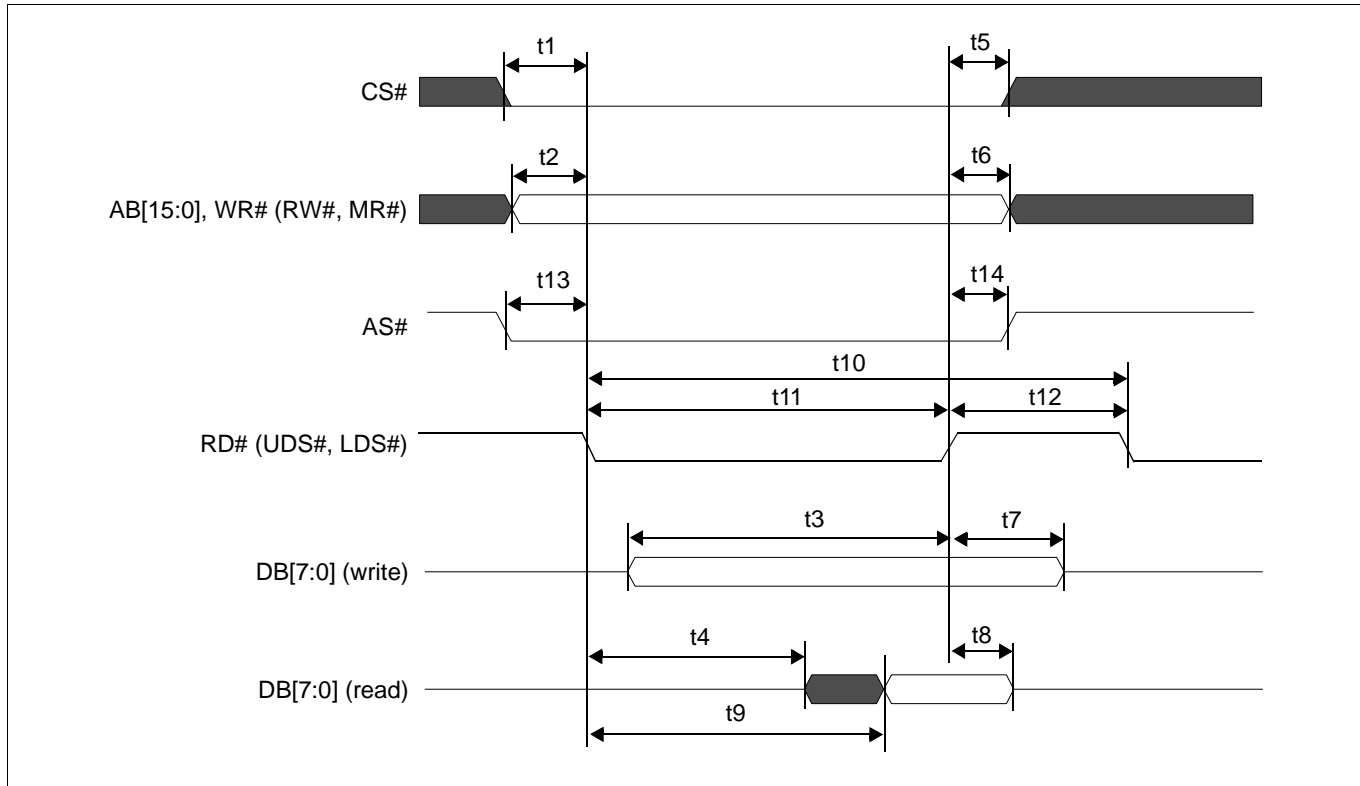 t1
t5
CS#
t2
t6
AB[15:0], WR# (RW#, MR#)
t13
t14
AS#
t10
t11
t12
RD# (UDS#, LDS#)
t3
t7
DB[7:0] (write)
t4
t8
DB[7:0] (read)
t9